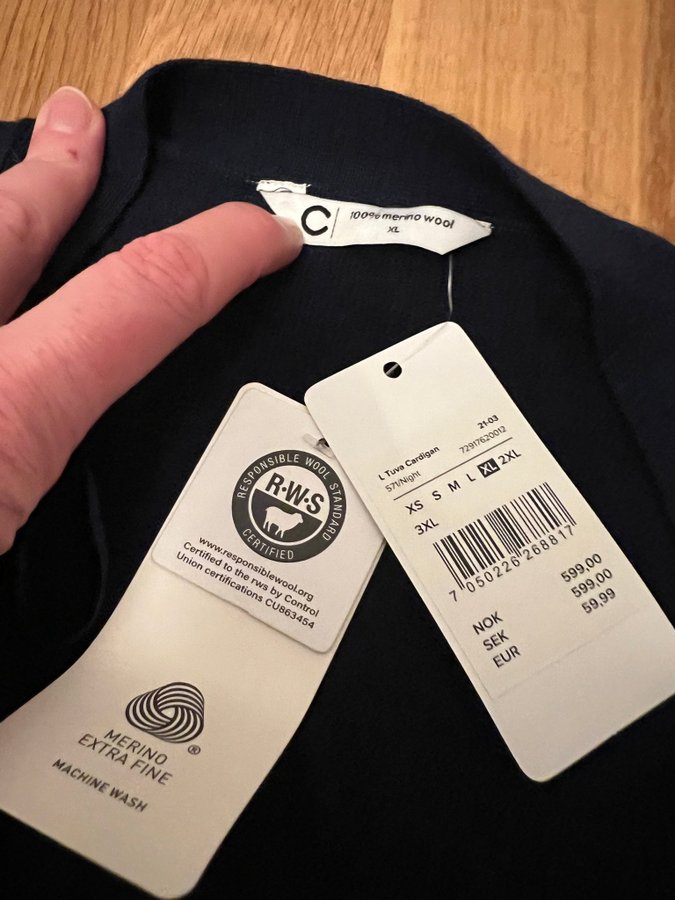 C
100% merino wool
XL
21-03
L Tuva Cardigan
72917620012
571/Night
XS S M L XL 2XL
3XL
7 050226 268817
NOK 599,00
SEK 599,00
EUR 59,99
RESPONSIBLE WOOL STANDARD
R·W·S
CERTIFIED
www.responsiblewool.org
Certified to the rws by Control
Union certifications CU863454
MERINO
EXTRA FINE
®
MACHINE WASH